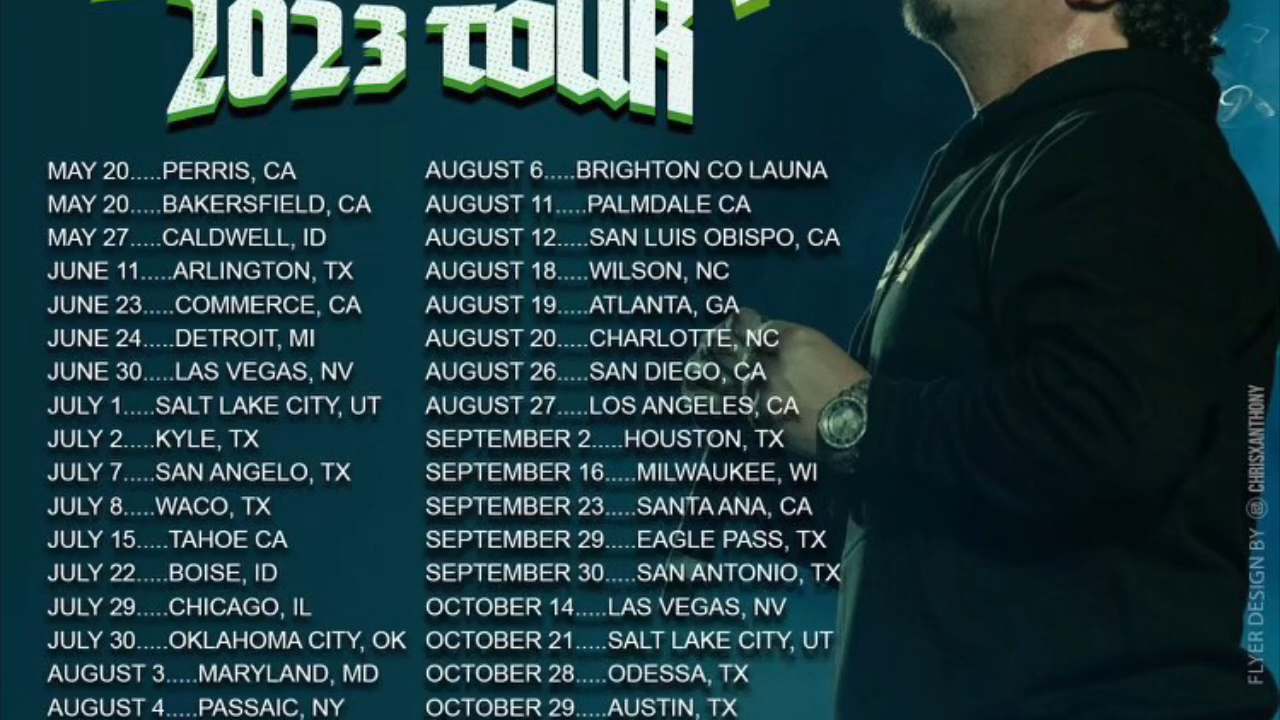 2023 TOUR
MAY 20.....PERRIS, CA
MAY 20.....BAKERSFIELD, CA
MAY 27.....CALDWELL, ID
JUNE 11.....ARLINGTON, TX
JUNE 23.....COMMERCE, CA
JUNE 24.....DETROIT, MI
JUNE 30.....LAS VEGAS, NV
JULY 1.....SALT LAKE CITY, UT
JULY 2.....KYLE, TX
JULY 7.....SAN ANGELO, TX
JULY 8.....WACO, TX
JULY 15.....TAHOE CA
JULY 22.....BOISE, ID
JULY 29.....CHICAGO, IL
JULY 30.....OKLAHOMA CITY, OK
AUGUST 3.....MARYLAND, MD
AUGUST 4.....PASSAIC, NY
AUGUST 6.....BRIGHTON CO LAUNA
AUGUST 11.....PALMDALE CA
AUGUST 12.....SAN LUIS OBISPO, CA
AUGUST 18.....WILSON, NC
AUGUST 19.....ATLANTA, GA
AUGUST 20.....CHARLOTTE, NC
AUGUST 26.....SAN DIEGO, CA
AUGUST 27.....LOS ANGELES, CA
SEPTEMBER 2.....HOUSTON, TX
SEPTEMBER 16.....MILWAUKEE, WI
SEPTEMBER 23.....SANTA ANA, CA
SEPTEMBER 29.....EAGLE PASS, TX
SEPTEMBER 30.....SAN ANTONIO, TX
OCTOBER 14.....LAS VEGAS, NV
OCTOBER 21.....SALT LAKE CITY, UT
OCTOBER 28.....ODESSA, TX
OCTOBER 29.....AUSTIN, TX
FLYER DESIGN BY CHRISXANTHONY